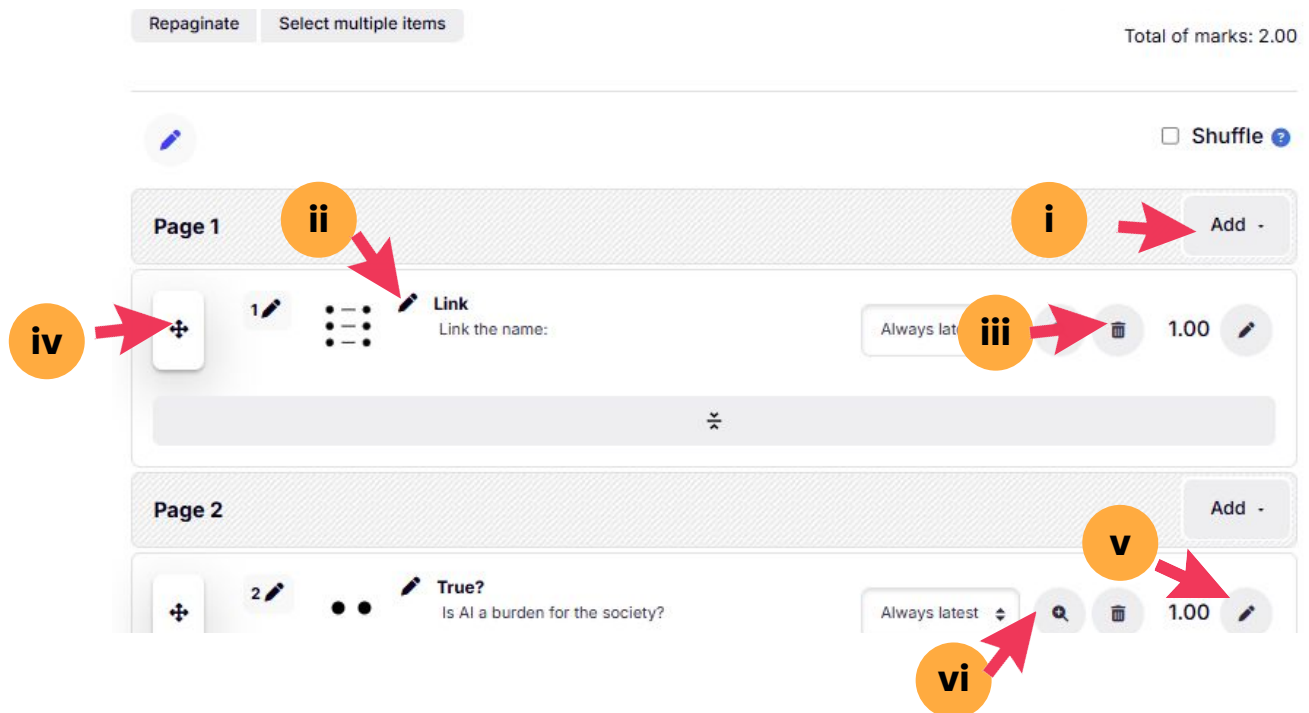 Repaginate Select multiple items
Total of marks: 2.00
Shuffle ?
Page 1 ii i Add
iv 1 Link
Link the name:
Always lat iii 1.00
Page 2 Add
v
2 True?
Is AI a burden for the society?
Always latest 1.00
vi